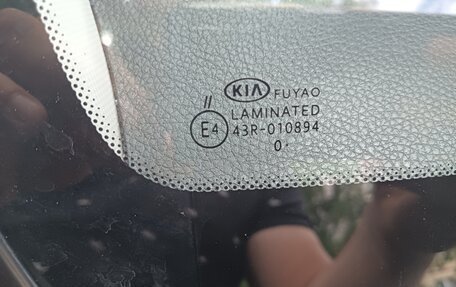 KIA FUYAO
// LAMINATED
E4 43R-010894
0·